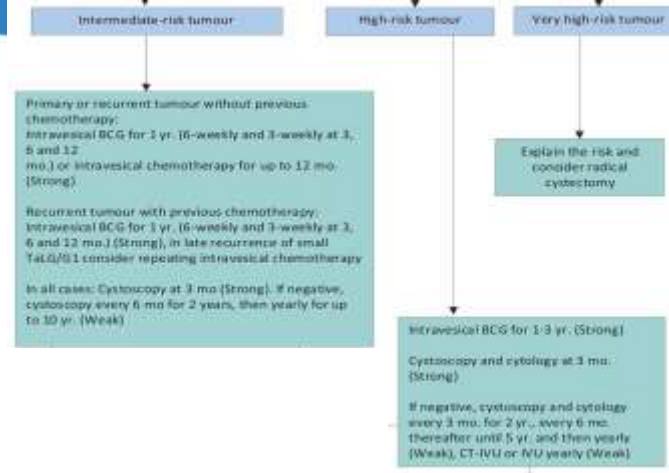 Intermediate-risk tumour
High-risk tumour
Very high-risk tumour
Primary or recurrent tumour without previous
chemotherapy:
Intravesical BCG for 1 yr. (6-weekly and 3-weekly at 3,
6 and 12
mo.) or intravesical chemotherapy for up to 12 mo.
(Strong)
Recurrent tumour with previous chemotherapy:
Intravesical BCG for 1 yr. (6-weekly and 3-weekly at 3,
6 and 12 mo.) (Strong), in late recurrence of small
TaLG/G1 consider repeating intravesical chemotherapy
In all cases: Cystoscopy at 3 mo (Strong). If negative,
cystoscopy every 6 mo for 2 years, then yearly for up
to 10 yr. (Weak)
Explain the risk and
consider radical
cystectomy
Intravesical BCG for 1-3 yr. (Strong)
Cystoscopy and cytology at 3 mo.
(Strong)
If negative, cystoscopy and cytology
every 3 mo. for 2 yr., every 6 mo.
thereafter until 5 yr. and then yearly
(Weak), CT-IVU or IVU yearly (Weak)